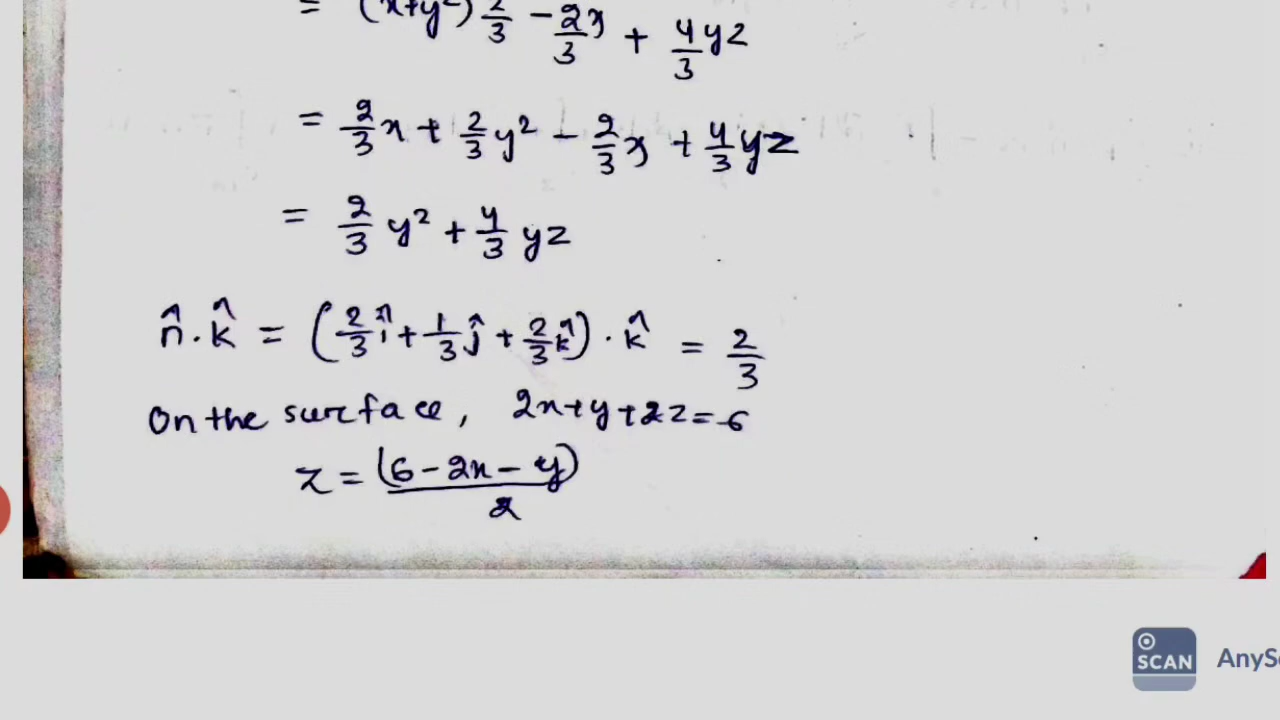 = (x+y²) 2/3 - 2x/3 + 4/3 yz
= 2/3 x + 2/3 y² - 2/3 x + 4/3 yz
= 2/3 y² + 4/3 yz
n̂ . k̂ = (2/3 î + 1/3 ĵ + 2/3 k̂) . k̂ = 2/3
On the surface, 2x+y+2z=6
z = (6-2x-y)/2
SCAN AnySc